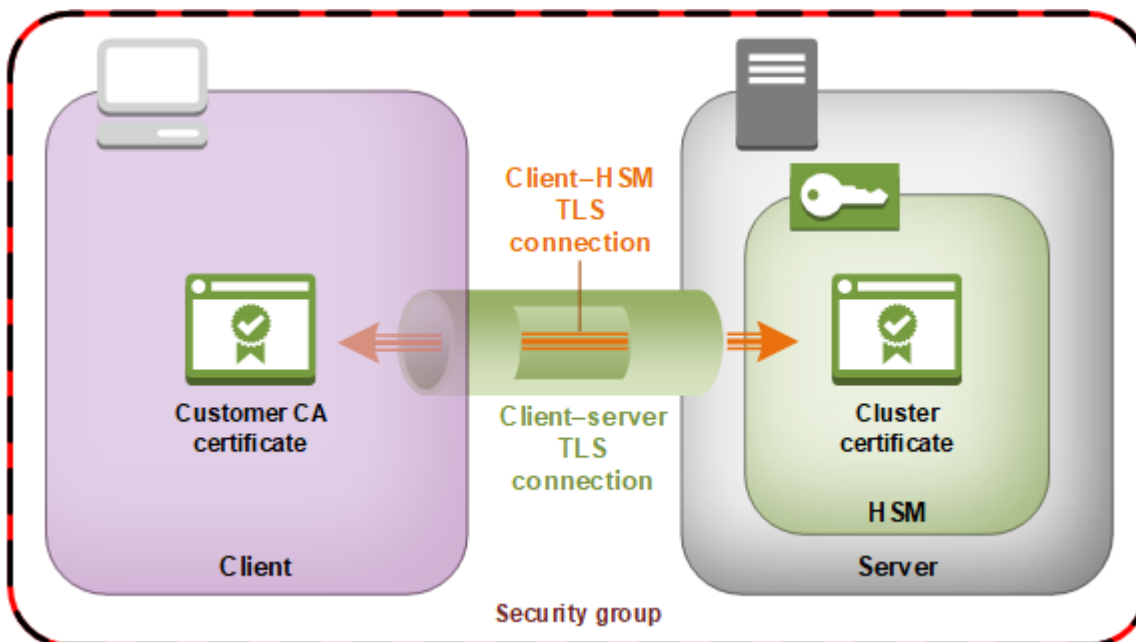 Client–HSM
TLS
connection
Customer CA
certificate
Client–server
TLS
connection
Cluster
certificate
HSM
Client
Server
Security group